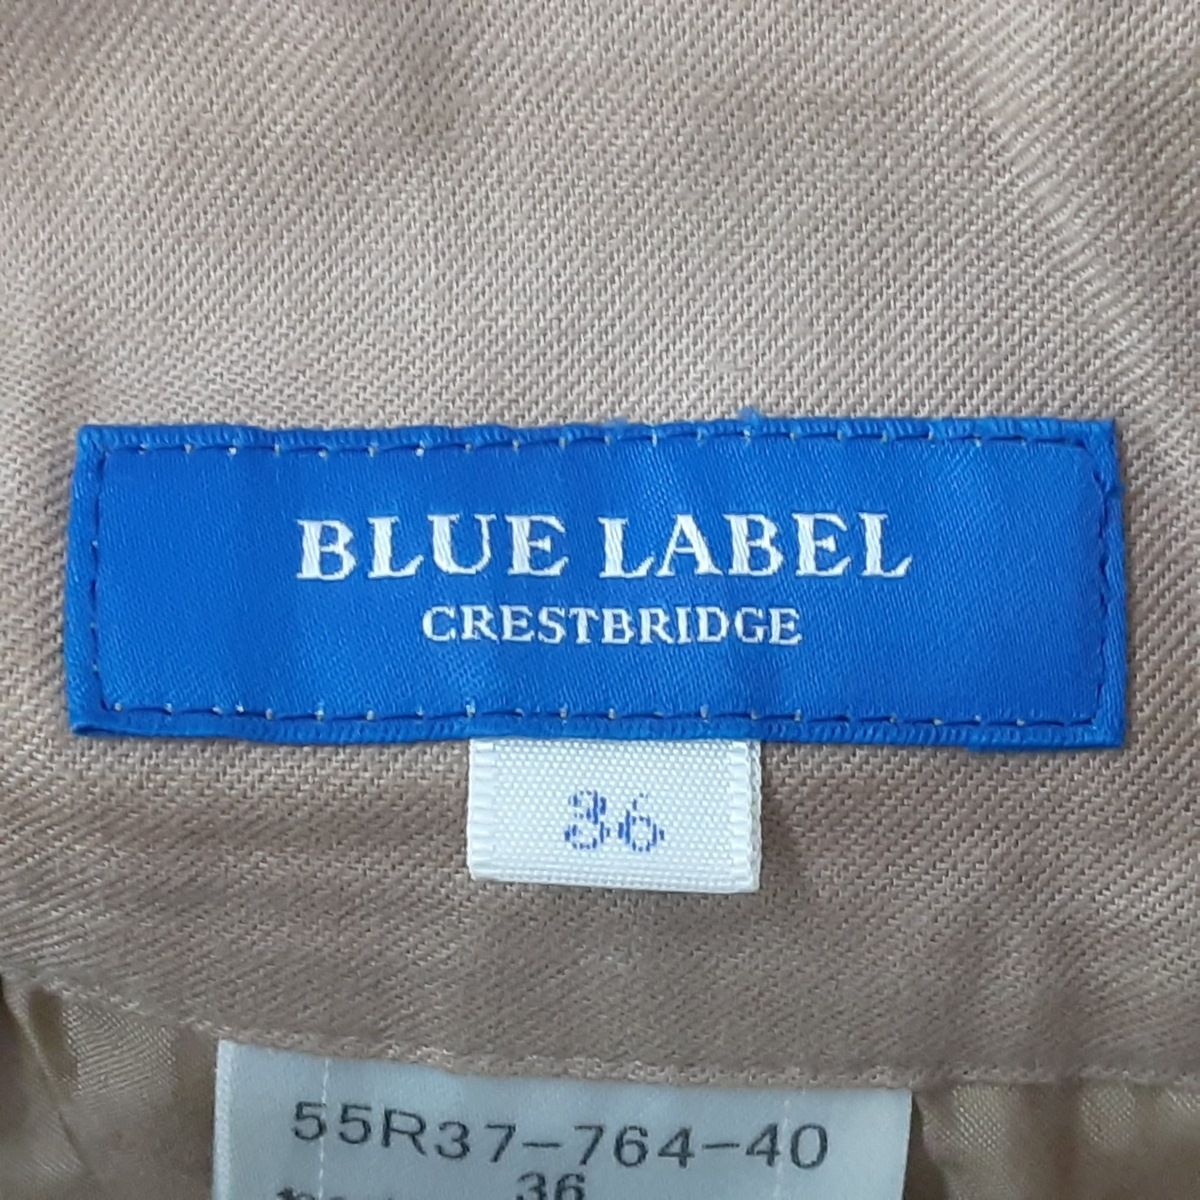 BLUE LABEL
CRESTBRIDGE
36
55R37-764-40
36